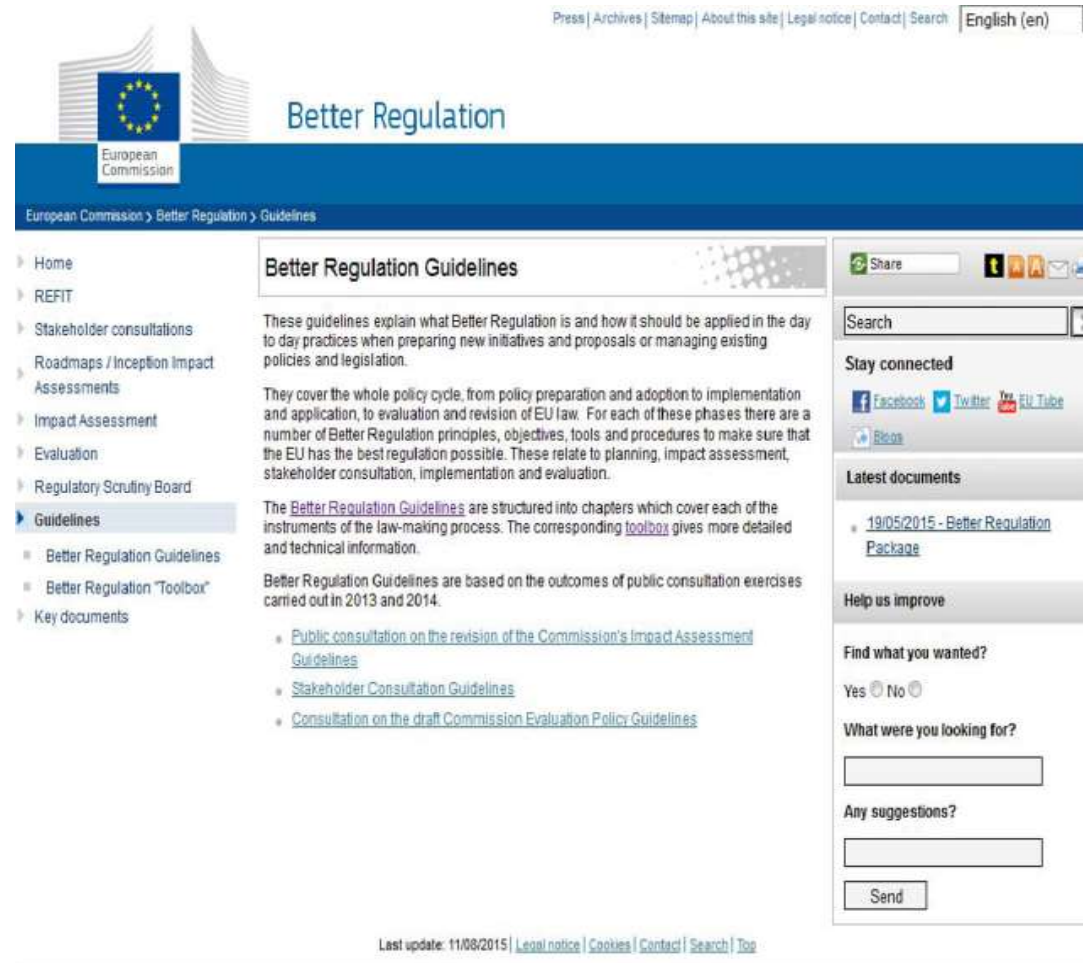 Press | Archives | Sitemap | About this site | Legal notice | Contact | Search
English (en)
Better Regulation
European
Commission
European Commission > Better Regulation > Guidelines
Home
REFIT
Stakeholder consultations
Roadmaps / Inception Impact
Assessments
Impact Assessment
Evaluation
Regulatory Scrutiny Board
Guidelines
Better Regulation Guidelines
Better Regulation "Toolbox"
Key documents
Better Regulation Guidelines
These guidelines explain what Better Regulation is and how it should be applied in the day
to day practices when preparing new initiatives and proposals or managing existing
policies and legislation.
They cover the whole policy cycle, from policy preparation and adoption to implementation
and application, to evaluation and revision of EU law. For each of these phases there are a
number of Better Regulation principles, objectives, tools and procedures to make sure that
the EU has the best regulation possible. These relate to planning, impact assessment,
stakeholder consultation, implementation and evaluation.
The Better Regulation Guidelines are structured into chapters which cover each of the
instruments of the law-making process. The corresponding toolbox gives more detailed
and technical information.
Better Regulation Guidelines are based on the outcomes of public consultation exercises
carried out in 2013 and 2014.
Public consultation on the revision of the Commission's Impact Assessment
Guidelines
Stakeholder Consultation Guidelines
Consultation on the draft Commission Evaluation Policy Guidelines
Share
t A A
Search
Stay connected
Facebook Twitter You Tube EU Tube
Blogs
Latest documents
19/05/2015 - Better Regulation
Package
Help us improve
Find what you wanted?
Yes No
What were you looking for?
Any suggestions?
Send
Last update: 11/08/2015 | Legal notice | Cookies | Contact | Search | Top